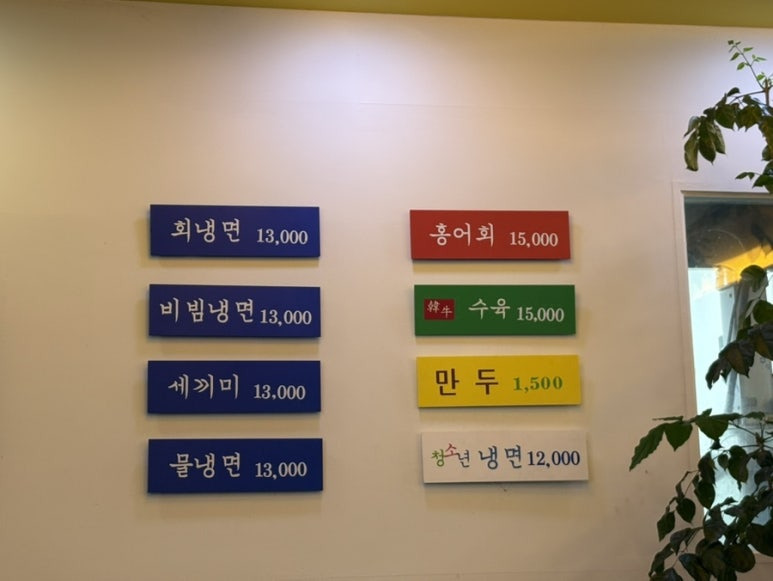 회냉면 13,000
비빔냉면 13,000
세끼미 13,000
물냉면 13,000
홍어회 15,000
韓牛 수육 15,000
만두 1,500
청소년 냉면 12,000